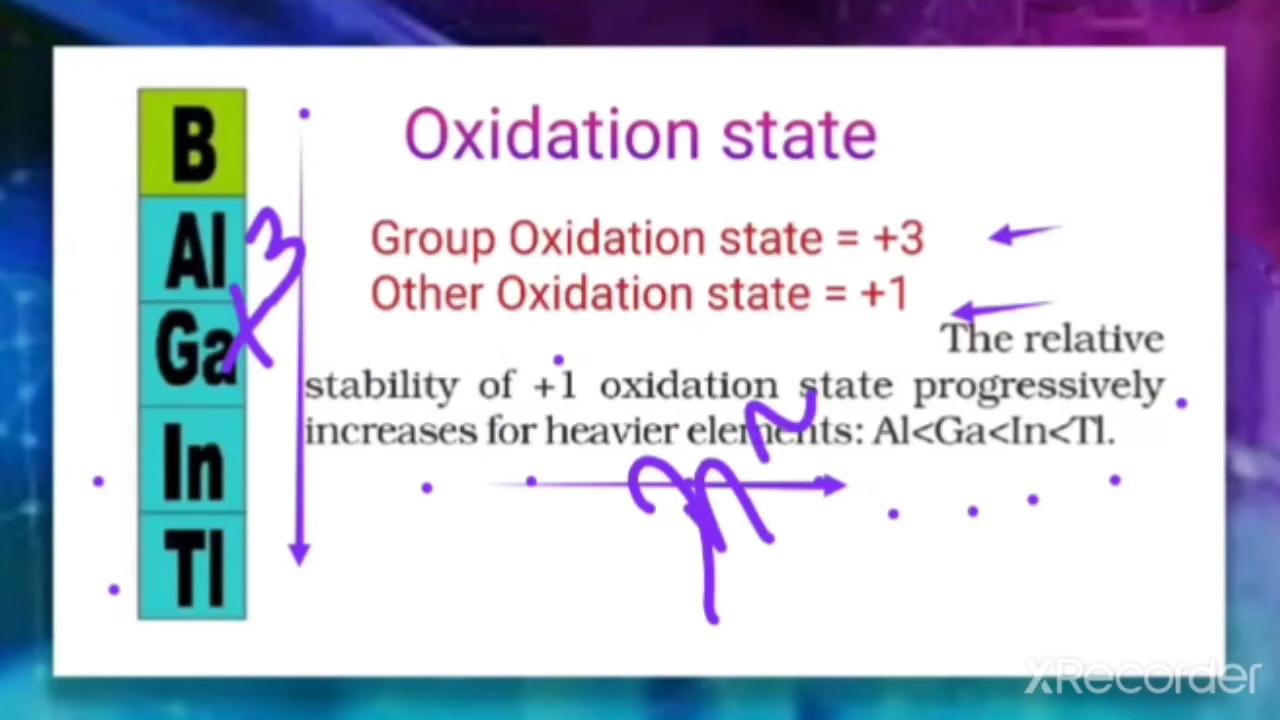 B
Al
Ga
In
Tl
Oxidation state
Group Oxidation state = +3
Other Oxidation state = +1
The relative
stability of +1 oxidation state progressively
increases for heavier elements: Al<Ga<In<Tl.
XRecorder